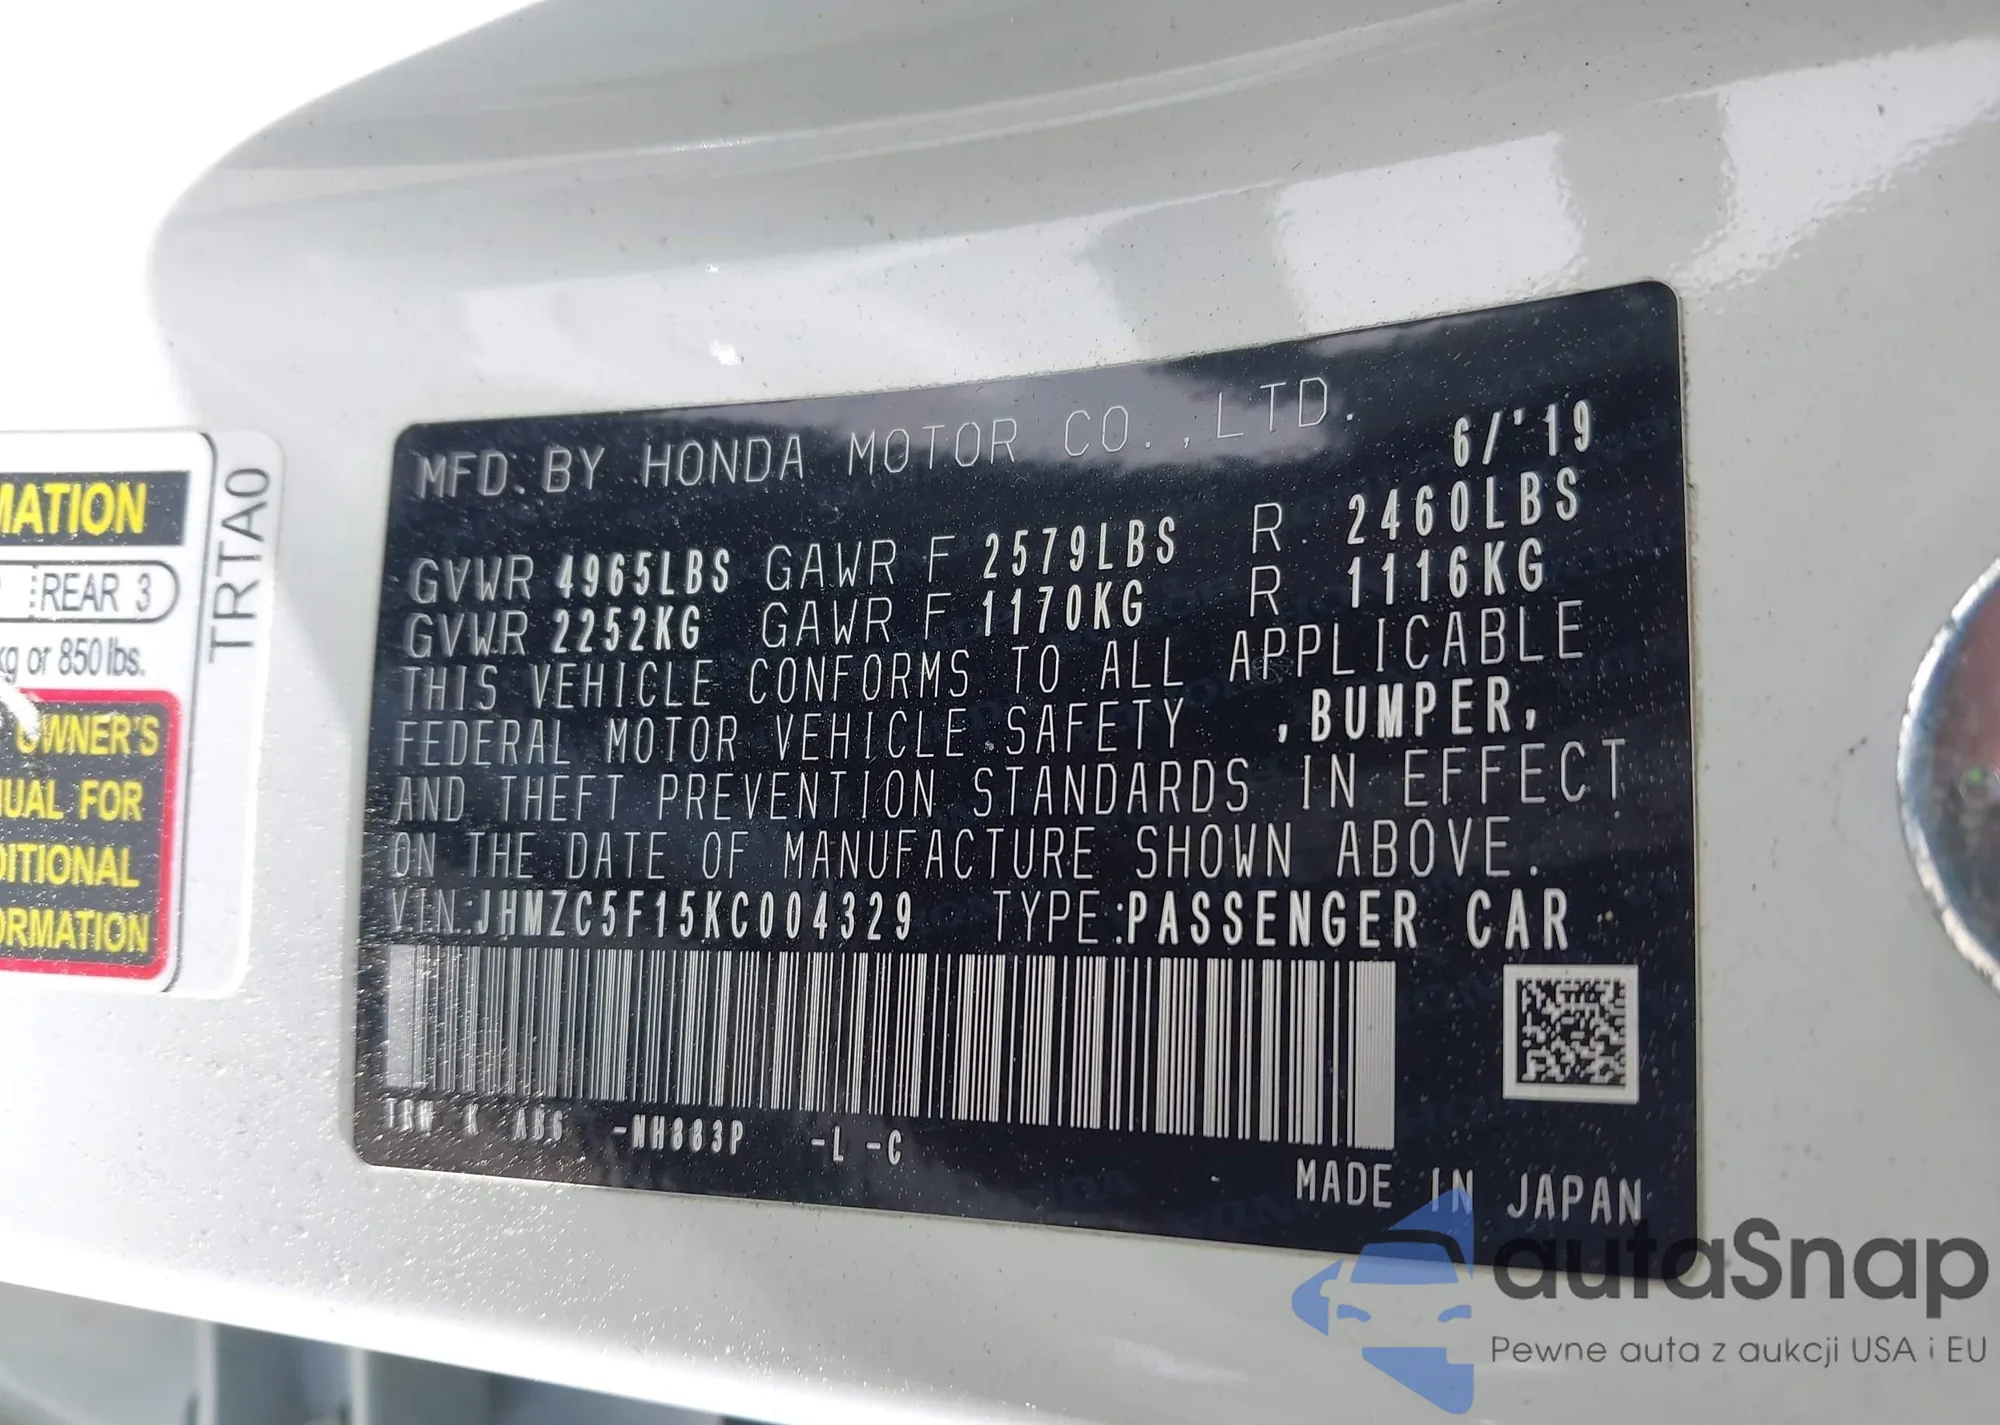 MATION
REAR 3
kg or 850 lbs.
OWNER'S
UAL FOR
DITIONAL
ORMATION
TRTA0
MFD. BY HONDA MOTOR CO.,LTD. 6/'19
GVWR 4965LBS GAWR F 2579LBS R 2460LBS
GVWR 2252KG GAWR F 1170KG R 1116KG
THIS VEHICLE CONFORMS TO ALL APPLICABLE
FEDERAL MOTOR VEHICLE SAFETY ,BUMPER,
AND THEFT PREVENTION STANDARDS IN EFFECT
ON THE DATE OF MANUFACTURE SHOWN ABOVE.
VIN:JHMZC5F15KC004329 TYPE:PASSENGER CAR
TRW K AB6 -NH883P -L -C
MADE IN JAPAN
autaSnap
Pewne auta z aukcji USA i EU